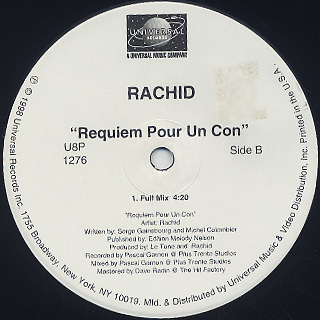 UNIVERSAL
RECORDS
A UNIVERSAL MUSIC COMPANY
RACHID
"Requiem Pour Un Con"
U8P
1276
Side B
1. Full Mix 4:20
"Requiem Pour Un Con"
Artist: Rachid
Written by: Serge Gainsbourg and Michel Colombier
Published by: Edition Melody Nelson
Produced by: Le Tone and Rachid
Recorded by Pascal Garnon @ Plus Trente Studios
Mixed by Pascal Garnon @ Plus Trente Studios
Mastered by Dave Radin @ The Hit Factory
℗ © 1998 Universal Records Inc. 1755 Broadway, New York, NY 10019. Mfd. & Distributed by Universal Music & Video Distribution, Inc. Printed in the U.S.A.